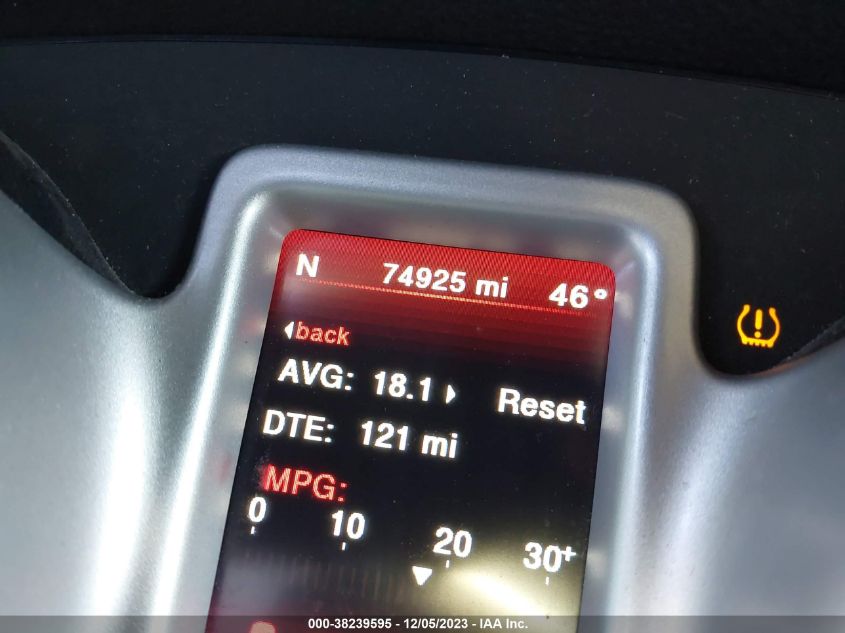 N 74925 mi 46°
back
AVG: 18.1 Reset
DTE: 121 mi
MPG:
0 10 20 30+
000-38239595 - 12/05/2023 - IAA Inc.